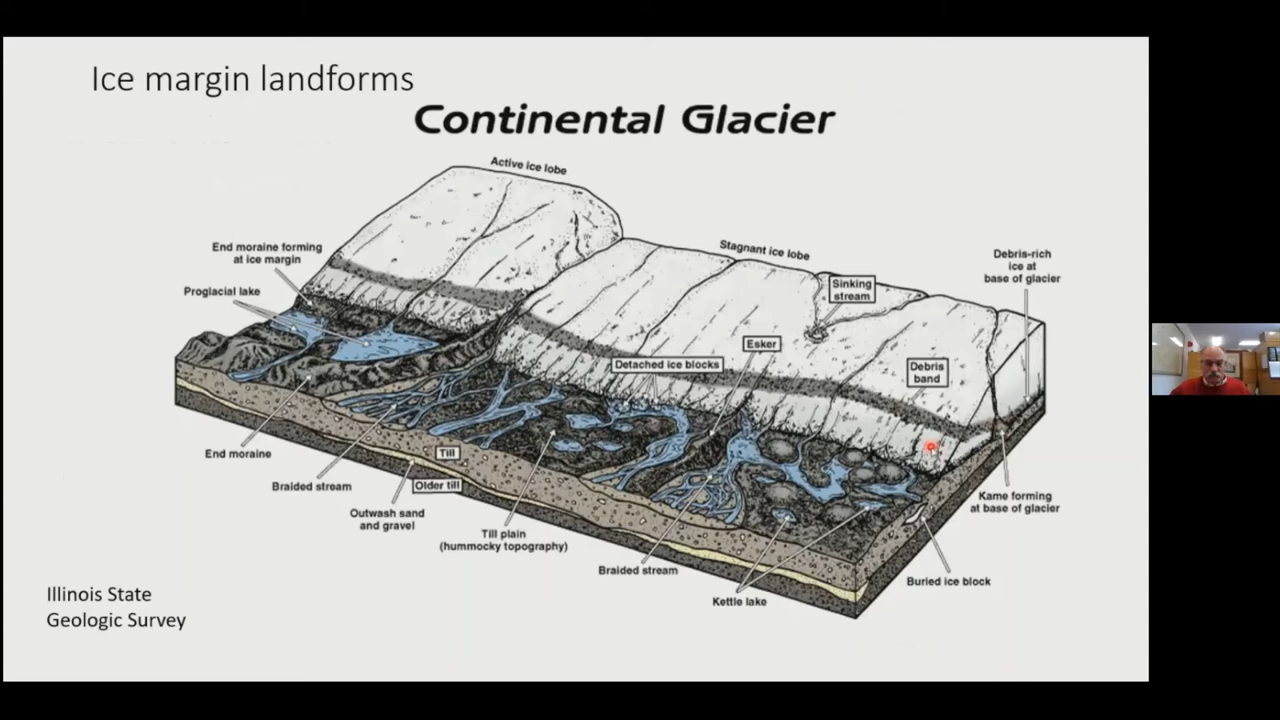 Ice margin landforms
Continental Glacier
Active ice lobe
Stagnant ice lobe
End moraine forming
at ice margin
Debris-rich
ice at
base of glacier
Proglacial lake
Sinking
stream
Esker
Detached ice blocks
Debris
band
End moraine
Till
Braided stream
Older till
Outwash sand
and gravel
Kame forming
at base of glacier
Till plain
(hummocky topography)
Braided stream
Buried ice block
Kettle lake
Illinois State
Geologic Survey